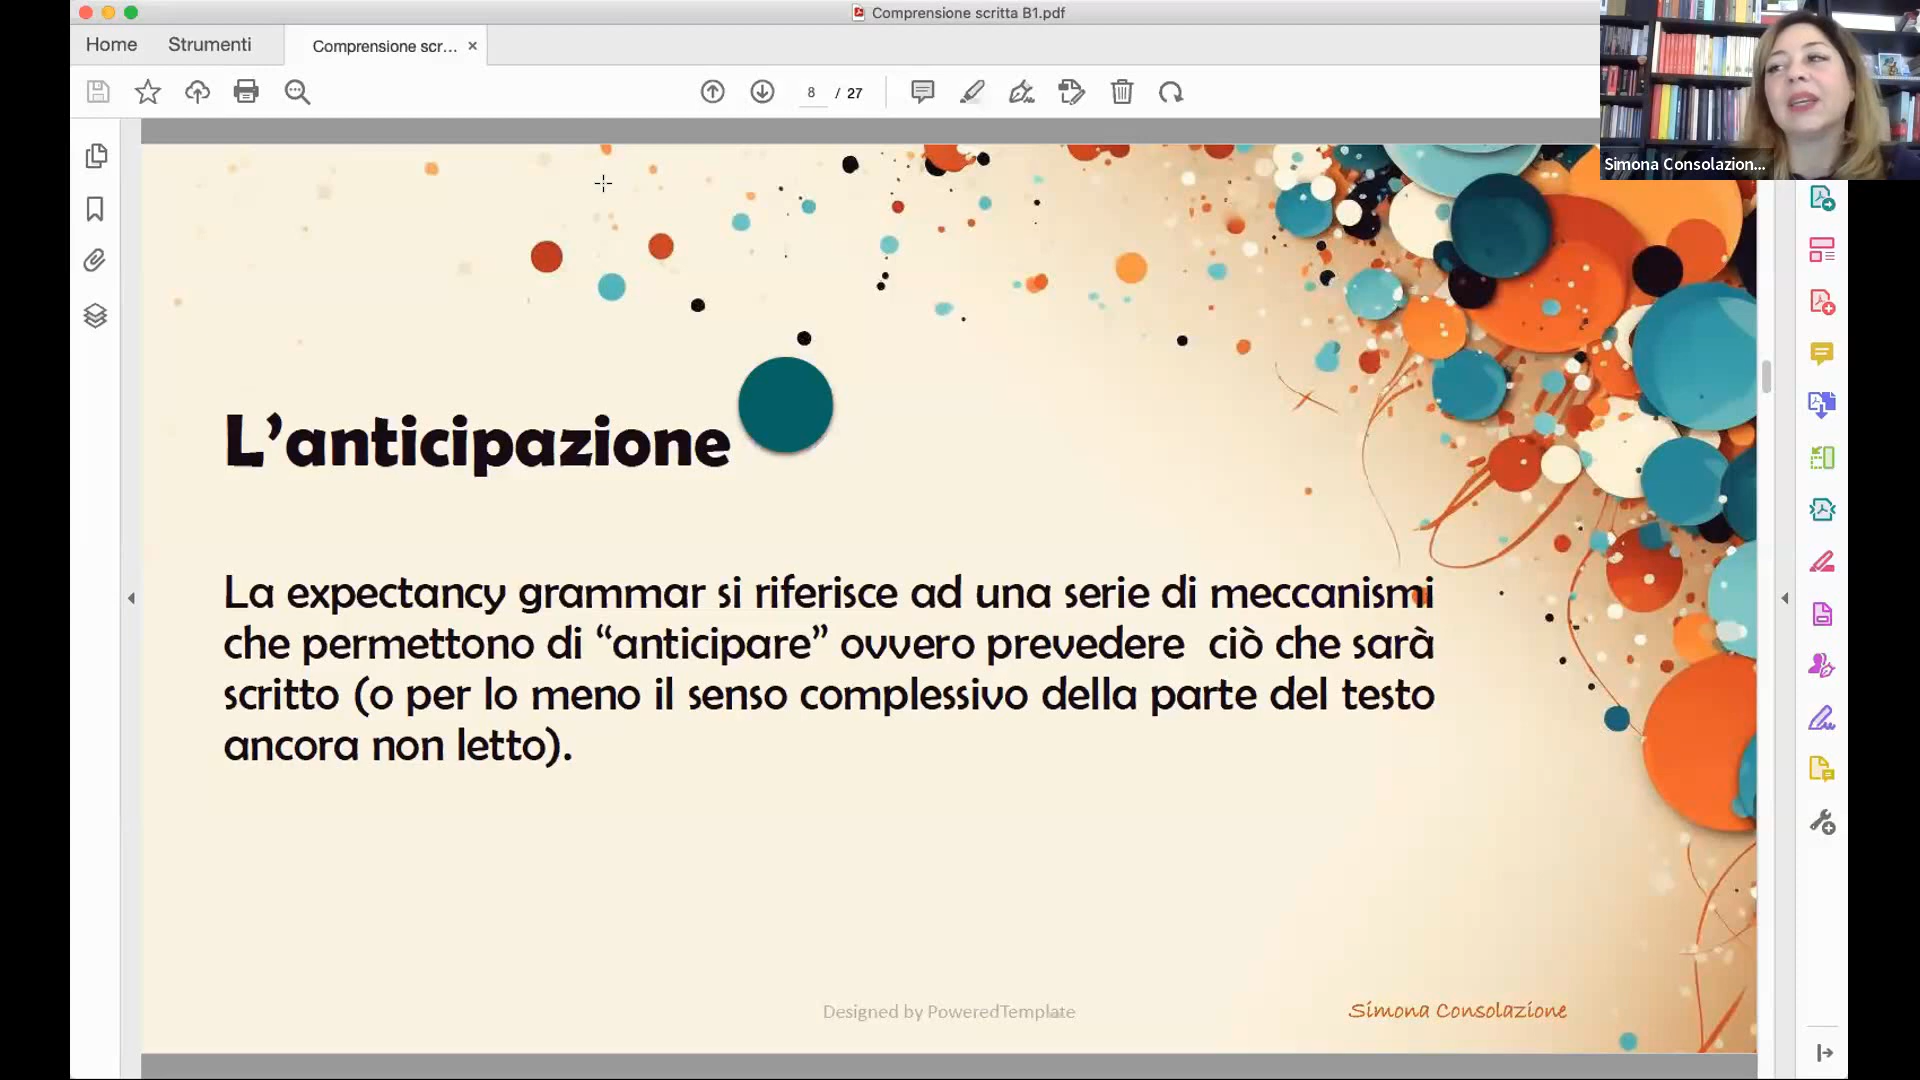 Comprensione scritta B1.pdf
Home
Strumenti
Comprensione scr... ×
8 / 27
Simona Consolazion...
L’anticipazione
La expectancy grammar si riferisce ad una serie di meccanismi
che permettono di “anticipare” ovvero prevedere ciò che sarà
scritto (o per lo meno il senso complessivo della parte del testo
ancora non letto).
Designed by PoweredTemplate
Simona Consolazione